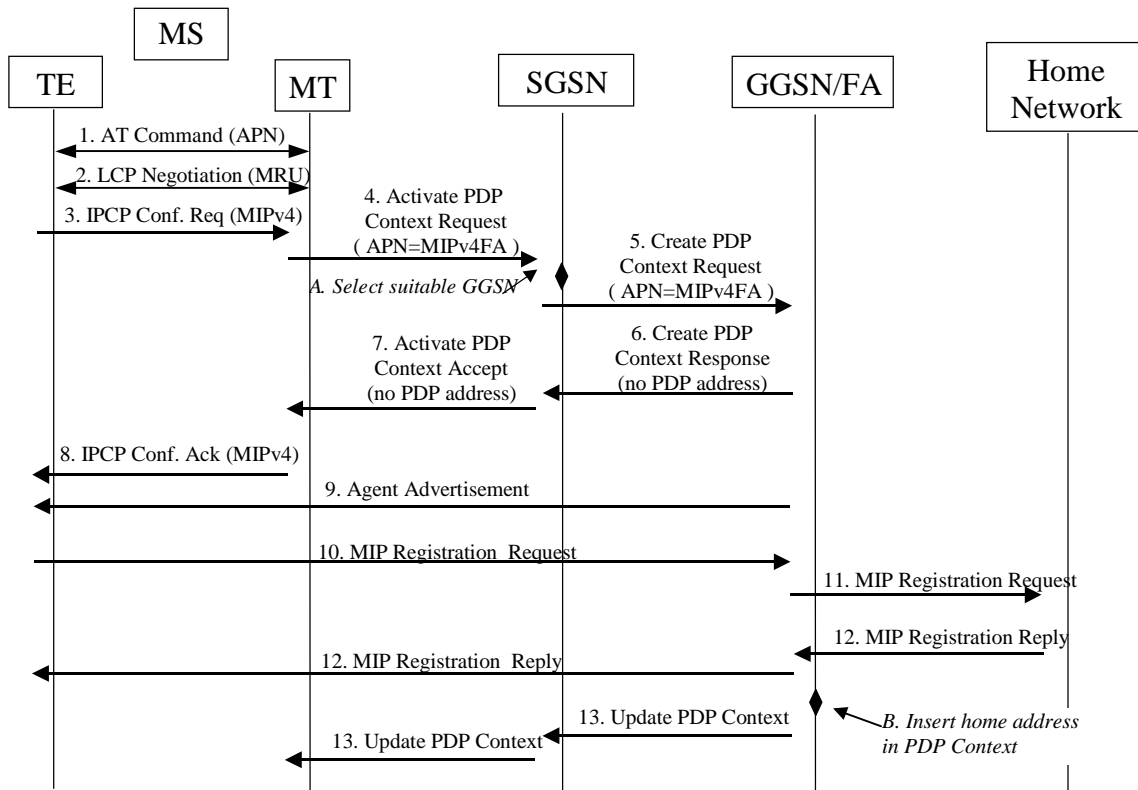 MS
TE
MT
SGSN
GGSN/FA
Home
Network
1. AT Command (APN)
2. LCP Negotiation (MRU)
3. IPCP Conf. Req (MIPv4)
4. Activate PDP
Context Request
( APN=MIPv4FA )
A. Select suitable GGSN
5. Create PDP
Context Request
( APN=MIPv4FA )
6. Create PDP
Context Response
(no PDP address)
7. Activate PDP
Context Accept
(no PDP address)
8. IPCP Conf. Ack (MIPv4)
9. Agent Advertisement
10. MIP Registration Request
11. MIP Registration Request
12. MIP Registration Reply
12. MIP Registration Reply
B. Insert home address
in PDP Context
13. Update PDP Context
13. Update PDP Context